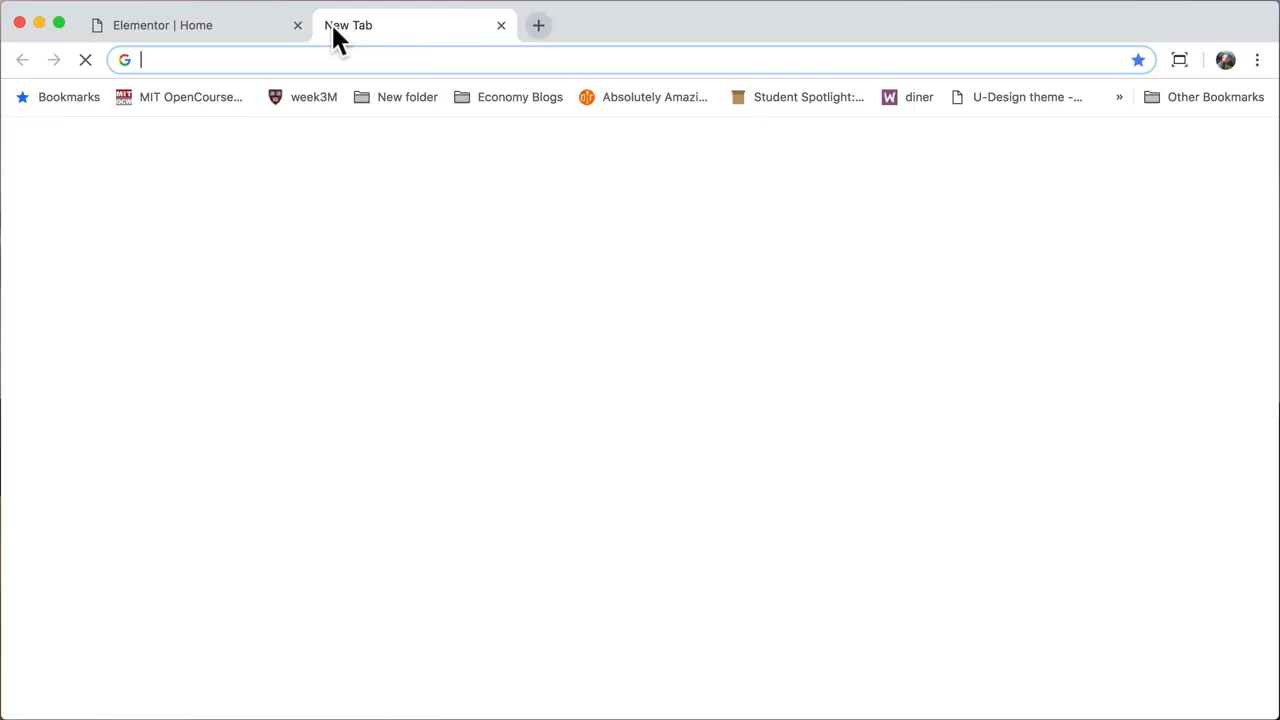 Elementor | Home
New Tab
Bookmarks MIT OpenCourse... week3M New folder Economy Blogs Absolutely Amazi... Student Spotlight:... diner U-Design theme -... » Other Bookmarks